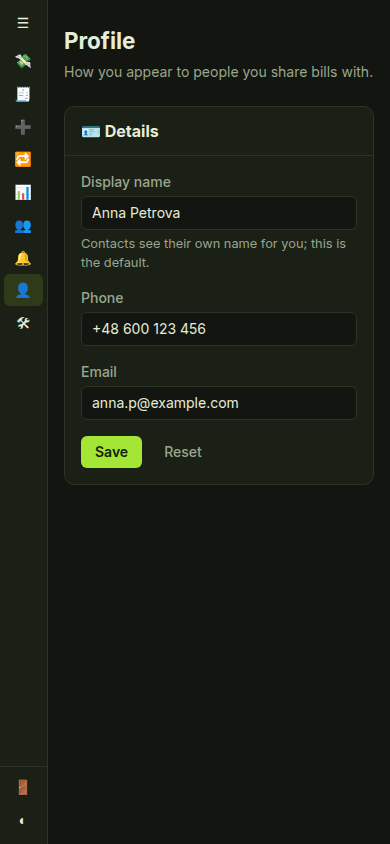 Profile
How you appear to people you share bills with.
Details
Display name
Anna Petrova
Contacts see their own name for you; this is
the default.
Phone
+48 600 123 456
Email
anna.p@example.com
Save Reset